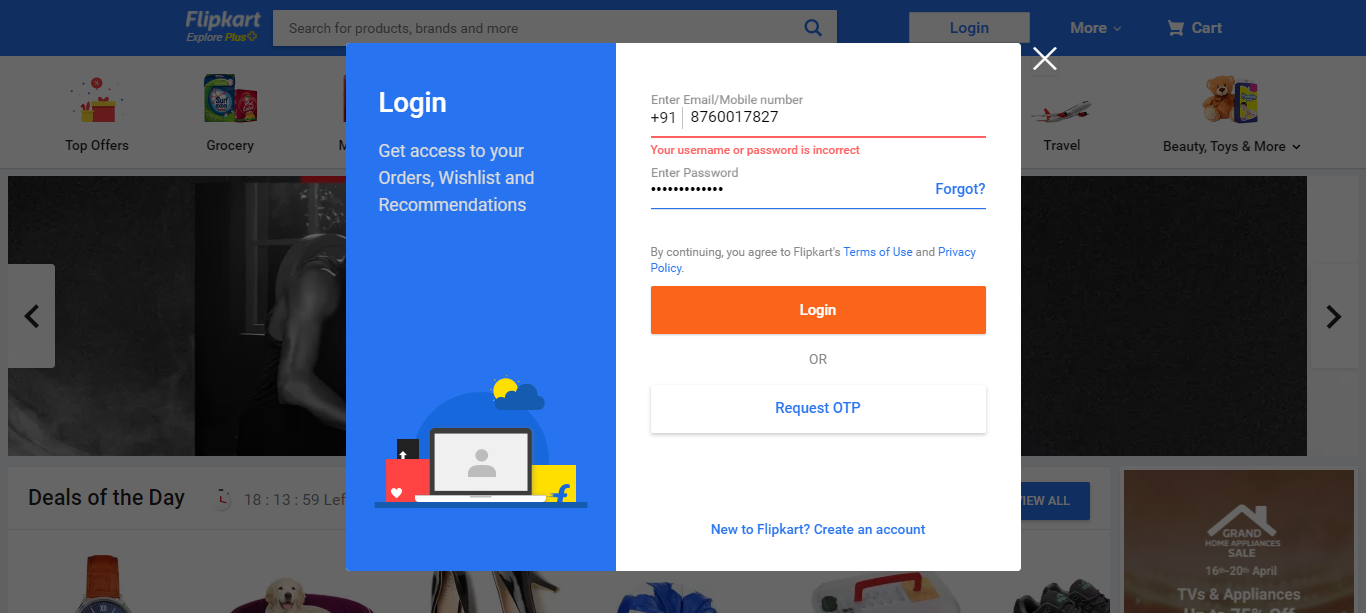 Flipkart
Explore Plus
Search for products, brands and more
Login
More
Cart
Top Offers
Grocery
M
Travel
Beauty, Toys & More
Login
Get access to your
Orders, Wishlist and
Recommendations
Enter Email/Mobile number
+91 8760017827
Your username or password is incorrect
Enter Password
Forgot?
By continuing, you agree to Flipkart's Terms of Use and Privacy
Policy.
Login
OR
Request OTP
New to Flipkart? Create an account
Deals of the Day
18 : 13 : 59 Lef
VIEW ALL
GRAND
HOME APPLIANCES
SALE
16th-20th April
TVs & Appliances
Up to 75% Off